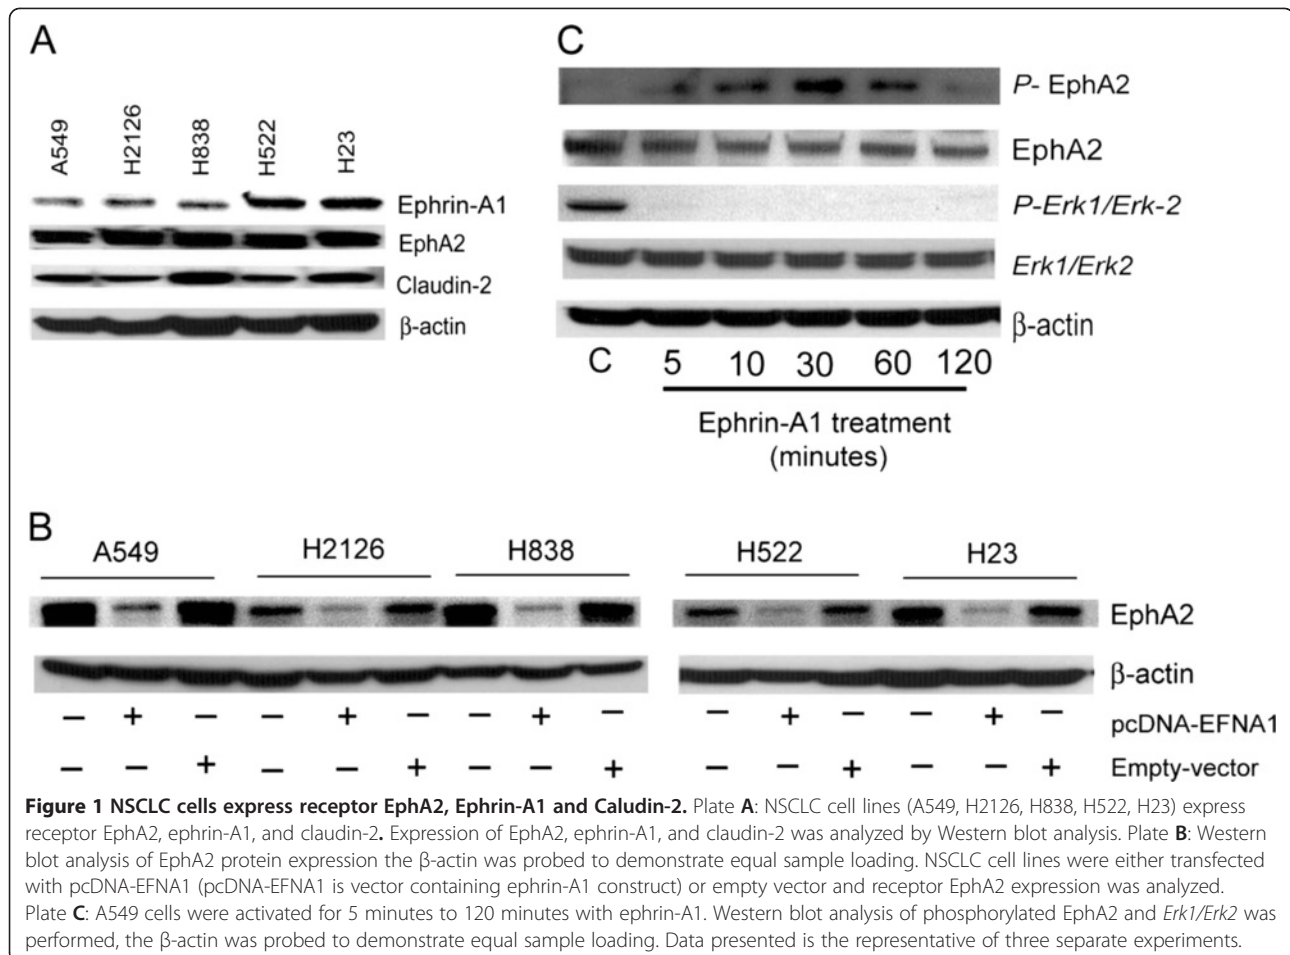 A
A549
H2126
H838
H522
H23
Ephrin-A1
EphA2
Claudin-2
β-actin
C
P- EphA2
EphA2
P-Erk1/Erk-2
Erk1/Erk2
β-actin
C 5 10 30 60 120
Ephrin-A1 treatment
(minutes)
B
A549 H2126 H838 H522 H23
EphA2
β-actin
– + – – + – – + – – + – – + – pcDNA-EFNA1
– – + – – + – – + – – + – – + Empty-vector
Figure 1 NSCLC cells express receptor EphA2, Ephrin-A1 and Caludin-2. Plate A: NSCLC cell lines (A549, H2126, H838, H522, H23) express
receptor EphA2, ephrin-A1, and claudin-2. Expression of EphA2, ephrin-A1, and claudin-2 was analyzed by Western blot analysis. Plate B: Western
blot analysis of EphA2 protein expression the β-actin was probed to demonstrate equal sample loading. NSCLC cell lines were either transfected
with pcDNA-EFNA1 (pcDNA-EFNA1 is vector containing ephrin-A1 construct) or empty vector and receptor EphA2 expression was analyzed.
Plate C: A549 cells were activated for 5 minutes to 120 minutes with ephrin-A1. Western blot analysis of phosphorylated EphA2 and Erk1/Erk2 was
performed, the β-actin was probed to demonstrate equal sample loading. Data presented is the representative of three separate experiments.